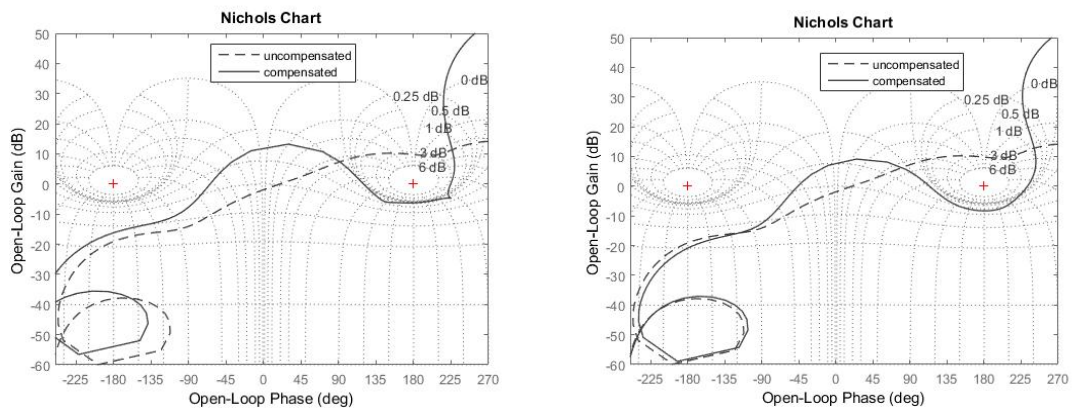 Nichols Chart
50
40
30
20
10
0
-10
-20
-30
-40
-50
-60
Open-Loop Gain (dB)
uncompensated
compensated
0 dB
0.25 dB
0.5 dB
1 dB
3 dB
6 dB
-225 -180 -135 -90 -45 0 45 90 135 180 225 270
Open-Loop Phase (deg)
Nichols Chart
50
40
30
20
10
0
-10
-20
-30
-40
-50
-60
Open-Loop Gain (dB)
uncompensated
compensated
0 dB
0.25 dB
0.5 dB
1 dB
3 dB
6 dB
-225 -180 -135 -90 -45 0 45 90 135 180 225 270
Open-Loop Phase (deg)